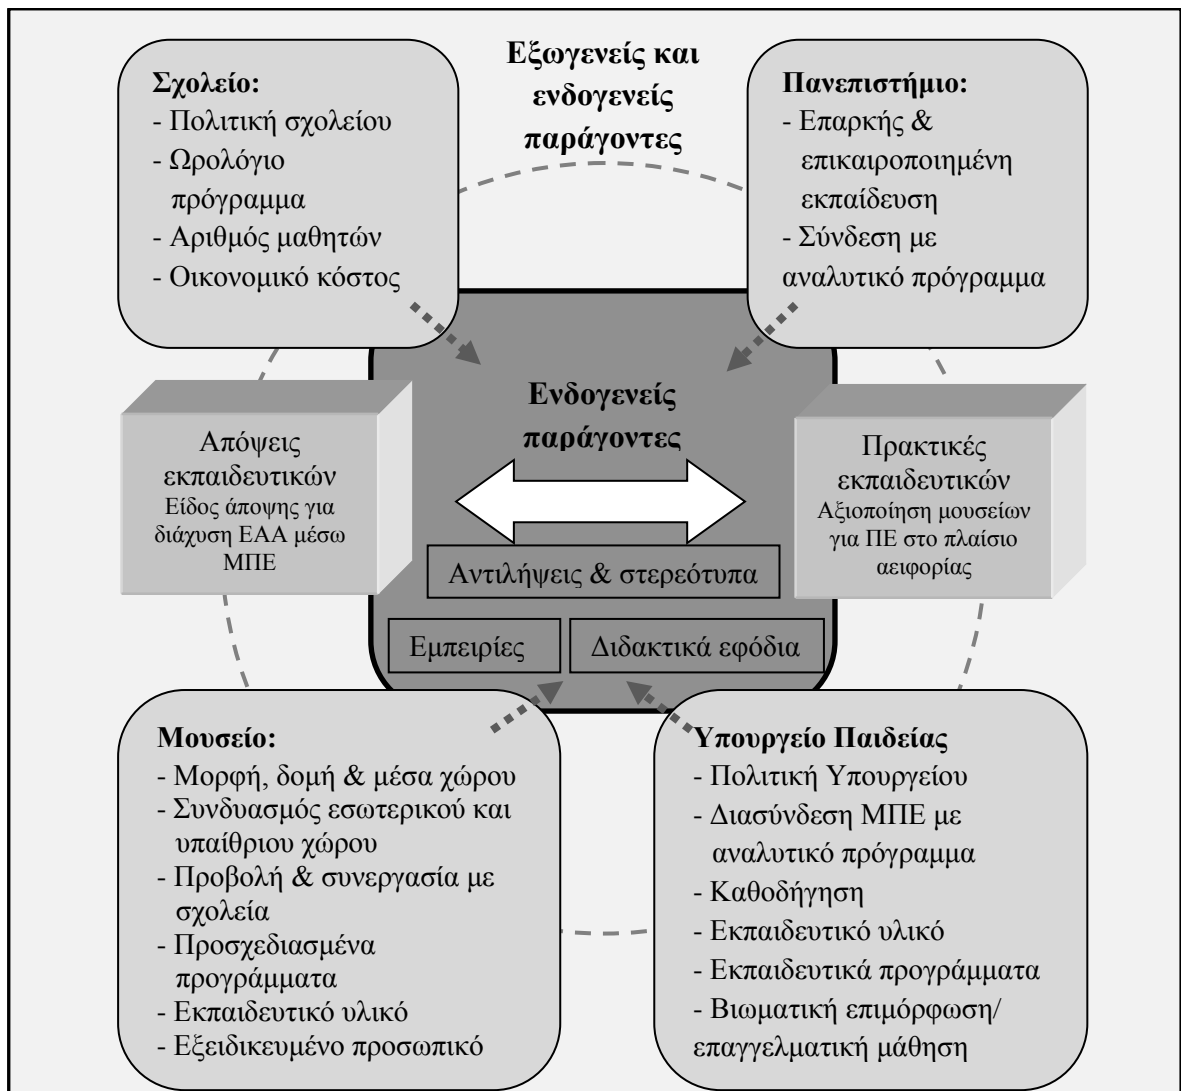 Εξωγενείς και
ενδογενείς
παράγοντες
Σχολείο:
- Πολιτική σχολείου
- Ωρολόγιο
πρόγραμμα
- Αριθμός μαθητών
- Οικονομικό κόστος
Πανεπιστήμιο:
- Επαρκής &
επικαιροποιημένη
εκπαίδευση
- Σύνδεση με
αναλυτικό πρόγραμμα
Ενδογενείς
παράγοντες
Απόψεις
εκπαιδευτικών
Είδος άποψης για
διάχυση ΕΑΑ μέσω
ΜΠΕ
Πρακτικές
εκπαιδευτικών
Αξιοποίηση μουσείων
για ΠΕ στο πλαίσιο
αειφορίας
Αντιλήψεις & στερεότυπα
Εμπειρίες
Διδακτικά εφόδια
Μουσείο:
- Μορφή, δομή & μέσα χώρου
- Συνδυασμός εσωτερικού και
υπαίθριου χώρου
- Προβολή & συνεργασία με
σχολεία
- Προσχεδιασμένα
προγράμματα
- Εκπαιδευτικό υλικό
- Εξειδικευμένο προσωπικό
Υπουργείο Παιδείας
- Πολιτική Υπουργείου
- Διασύνδεση ΜΠΕ με
αναλυτικό πρόγραμμα
- Καθοδήγηση
- Εκπαιδευτικό υλικό
- Εκπαιδευτικά προγράμματα
- Βιωματική επιμόρφωση/
επαγγελματική μάθηση